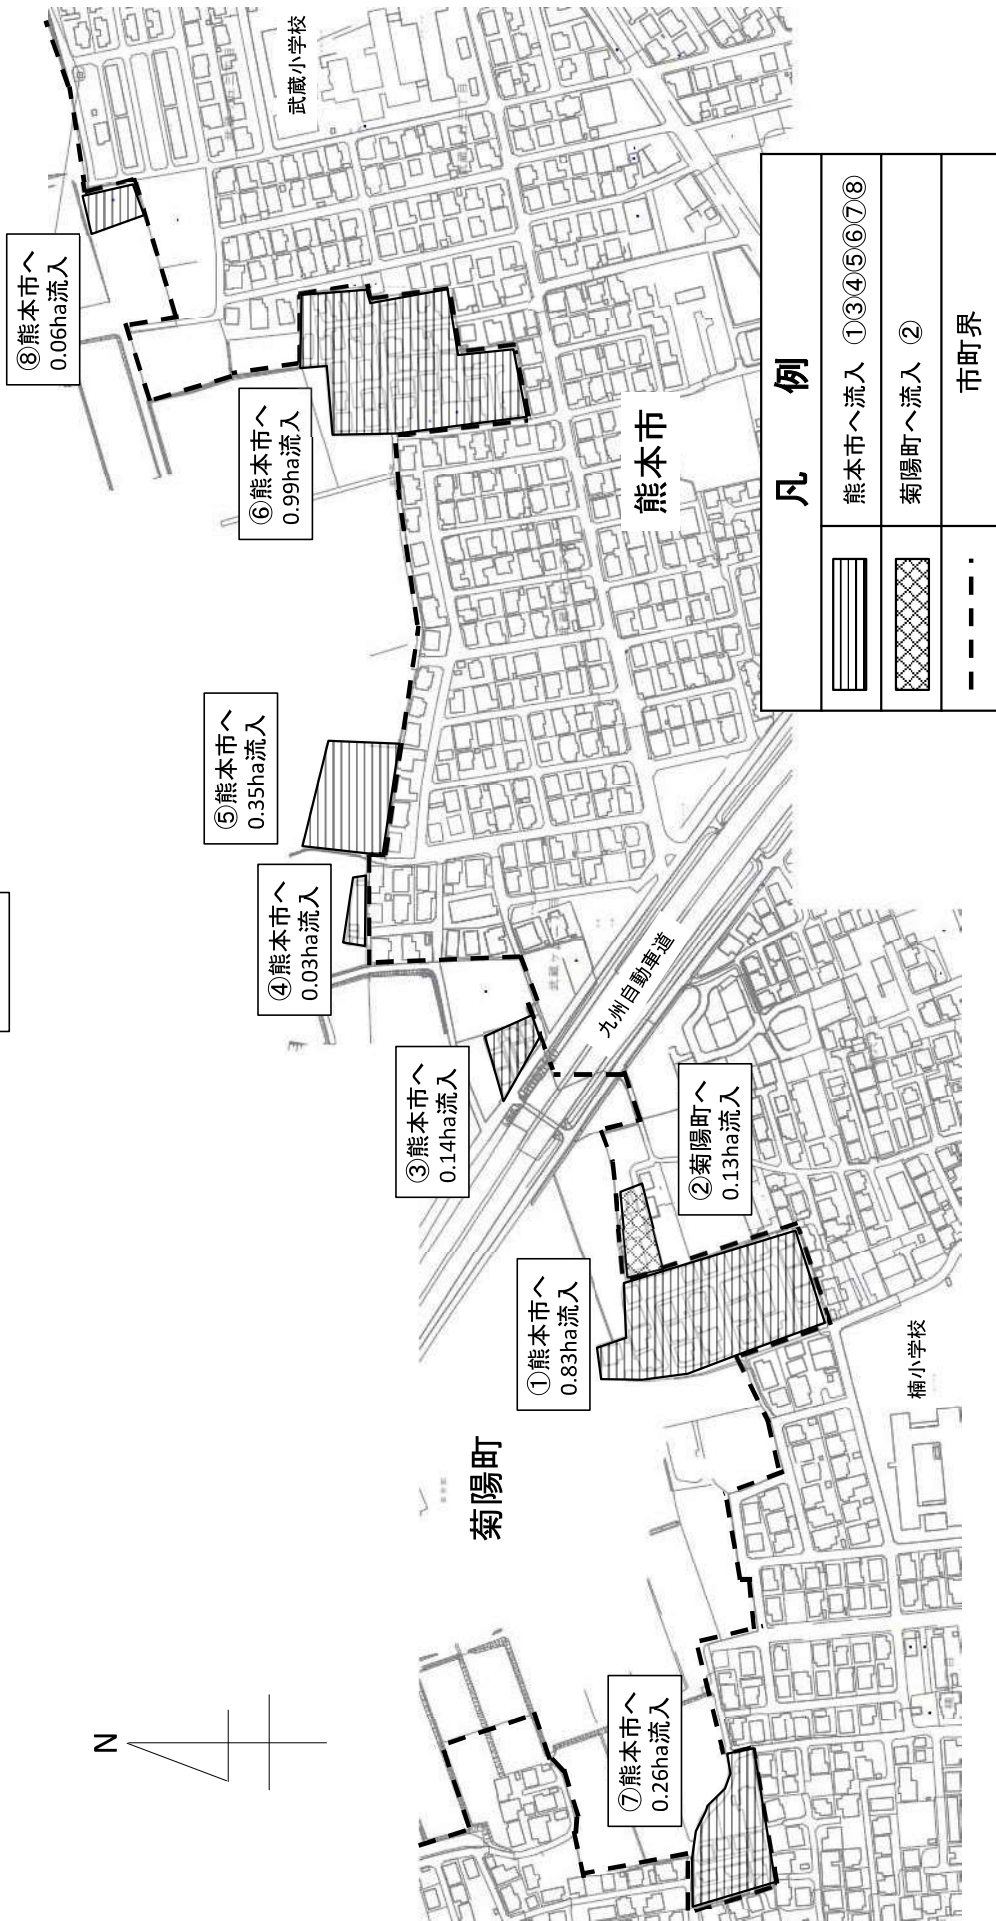 武蔵小学校
⑧熊本市へ
0.06ha流入
⑥熊本市へ
0.99ha流入
熊本市
⑤熊本市へ
0.35ha流入
④熊本市へ
0.03ha流入
九州自動車道
③熊本市へ
0.14ha流入
②菊陽町へ
0.13ha流入
①熊本市へ
0.83ha流入
楠小学校
菊陽町
⑦熊本市へ
0.26ha流入
N
凡 例
熊本市へ流入 ①③④⑤⑥⑦⑧
菊陽町へ流入 ②
市町界